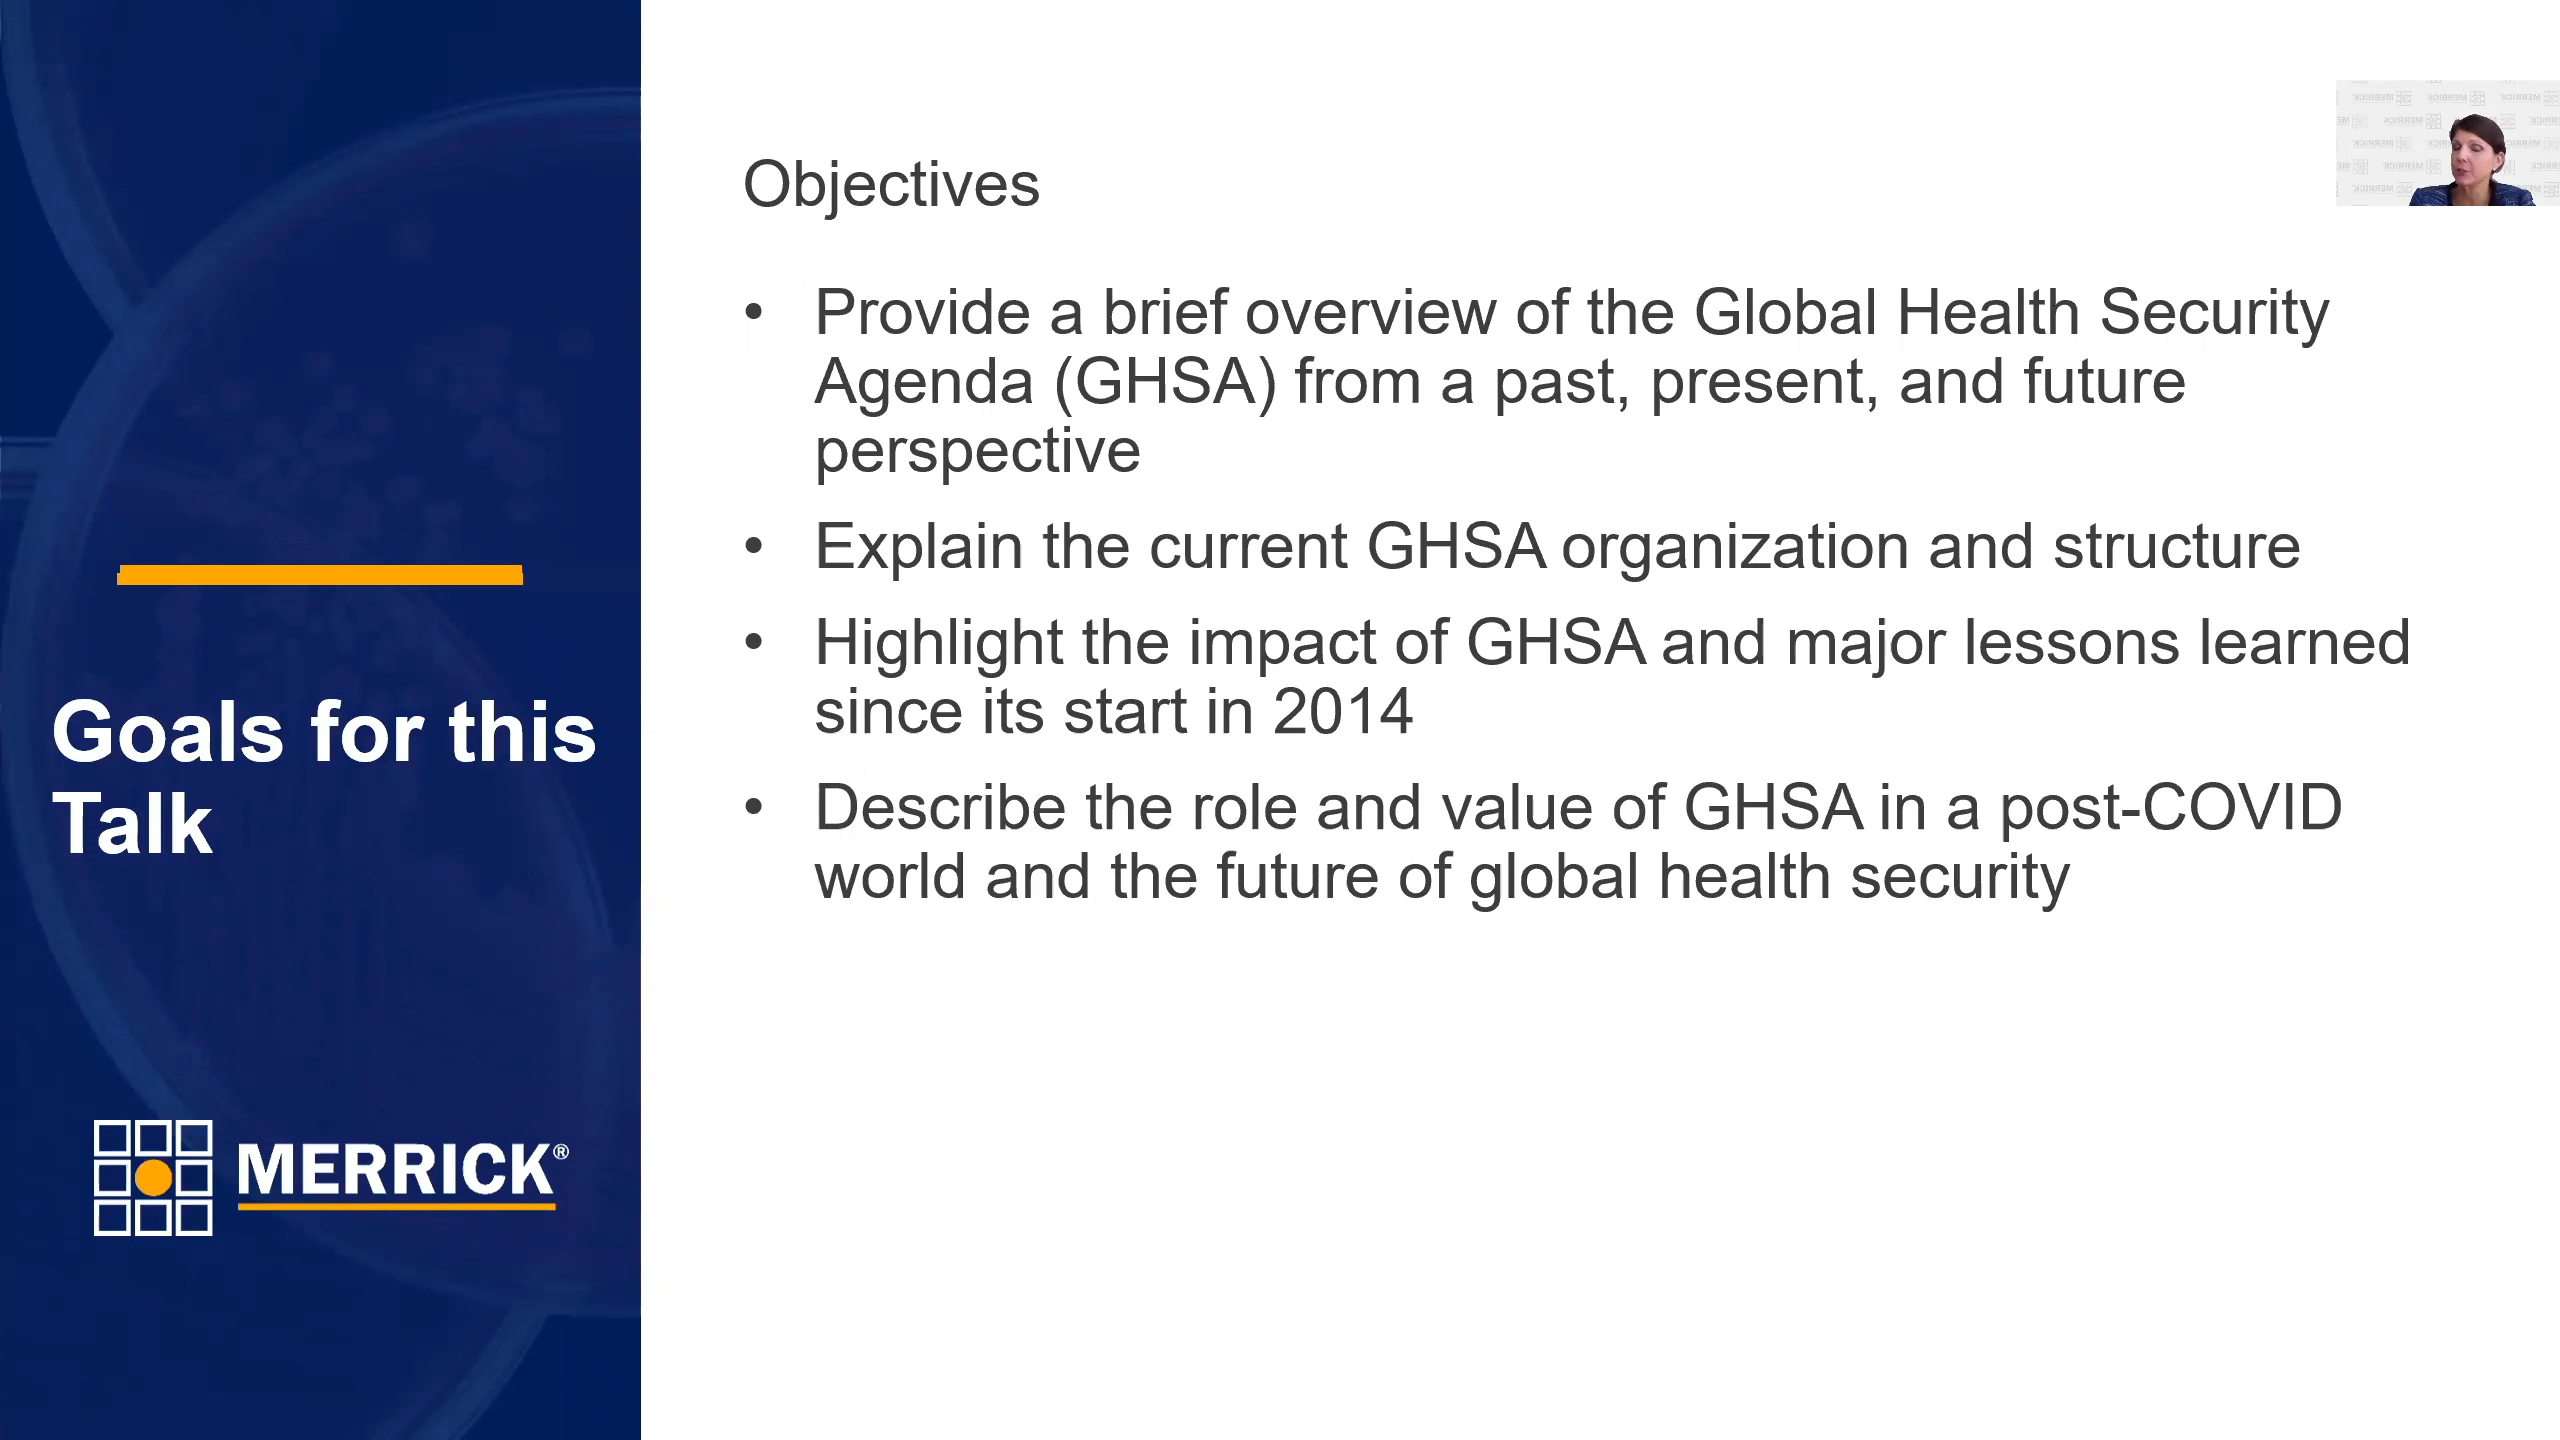 Goals for this
Talk
MERRICK®
Objectives
• Provide a brief overview of the Global Health Security
Agenda (GHSA) from a past, present, and future
perspective
• Explain the current GHSA organization and structure
• Highlight the impact of GHSA and major lessons learned
since its start in 2014
• Describe the role and value of GHSA in a post-COVID
world and the future of global health security